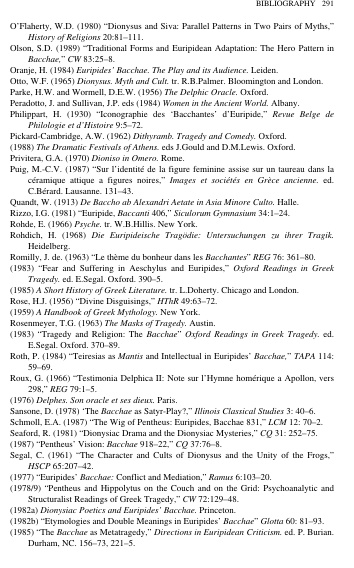 BIBLIOGRAPHY 291
O'Flaherty, W.D. (1980) “Dionysus and Siva: Parallel Patterns in Two Pairs of Myths,”
History of Religions 20:81–111.
Olson, S.D. (1989) “Traditional Forms and Euripidean Adaptation: The Hero Pattern in
Bacchae,” CW 83:25–8.
Oranje, H. (1984) Euripides' Bacchae. The Play and its Audience. Leiden.
Otto, W.F. (1965) Dionysus. Myth and Cult. tr. R.B.Palmer. Bloomington and London.
Parke, H.W. and Wormell, D.E.W. (1956) The Delphic Oracle. Oxford.
Peradotto, J. and Sullivan, J.P. eds (1984) Women in the Ancient World. Albany.
Philippart, H. (1930) “Iconographie des ‘Bacchantes’ d'Euripide,” Revue Belge de
Philologie et d'Histoire 9:5–72.
Pickard-Cambridge, A.W. (1962) Dithyramb. Tragedy and Comedy. Oxford.
(1988) The Dramatic Festivals of Athens. eds J.Gould and D.M.Lewis. Oxford.
Privitera, G.A. (1970) Dioniso in Omero. Rome.
Puig, M.-C.V. (1987) “Sur l'identité de la figure feminine assise sur un taureau dans la
céramique attique a figures noires,” Images et sociétés en Grèce ancienne. ed.
C.Bérard. Lausanne. 131–43.
Quandt, W. (1913) De Baccho ab Alexandri Aetate in Asia Minore Culto. Halle.
Rizzo, I.G. (1981) “Euripide, Baccanti 406,” Siculorum Gymnasium 34:1–24.
Rohde, E. (1966) Psyche. tr. W.B.Hillis. New York.
Rohdich, H. (1968) Die Euripideische Tragödie: Untersuchungen zu ihrer Tragik.
Heidelberg.
Romilly, J. de. (1963) “Le thème du bonheur dans les Bacchantes” REG 76: 361–80.
(1983) “Fear and Suffering in Aeschylus and Euripides,” Oxford Readings in Greek
Tragedy. ed. E.Segal. Oxford. 390–5.
(1985) A Short History of Greek Literature. tr. L.Doherty. Chicago and London.
Rose, H.J. (1956) “Divine Disguisings,” HThR 49:63–72.
(1959) A Handbook of Greek Mythology. New York.
Rosenmeyer, T.G. (1963) The Masks of Tragedy. Austin.
(1983) “Tragedy and Religion: The Bacchae” Oxford Readings in Greek Tragedy. ed.
E.Segal. Oxford. 370–89.
Roth, P. (1984) “Teiresias as Mantis and Intellectual in Euripides' Bacchae,” TAPA 114:
59–69.
Roux, G. (1966) “Testimonia Delphica II: Note sur l'Hymne homérique a Apollon, vers
298,” REG 79:1–5.
(1976) Delphes. Son oracle et ses dieux. Paris.
Sansone, D. (1978) ‘The Bacchae as Satyr-Play?,” Illinois Classical Studies 3: 40–6.
Schmoll, E.A. (1987) “The Wig of Pentheus: Euripides, Bacchae 831,” LCM 12: 70–2.
Seaford, R. (1981) “Dionysiac Drama and the Dionysiac Mysteries,” CQ 31: 252–75.
(1987) “Pentheus' Vision: Bacchae 918–22,” CQ 37:76–8.
Segal, C. (1961) “The Character and Cults of Dionysus and the Unity of the Frogs,”
HSCP 65:207–42.
(1977) “Euripides' Bacchae: Conflict and Mediation,” Ramus 6:103–20.
(1978/9) “Pentheus and Hippolytus on the Couch and on the Grid: Psychoanalytic and
Structuralist Readings of Greek Tragedy,” CW 72:129–48.
(1982a) Dionysiac Poetics and Euripides' Bacchae. Princeton.
(1982b) “Etymologies and Double Meanings in Euripides' Bacchae” Glotta 60: 81–93.
(1985) “The Bacchae as Metatragedy,” Directions in Euripidean Criticism. ed. P. Burian.
Durham, NC. 156–73, 221–5.